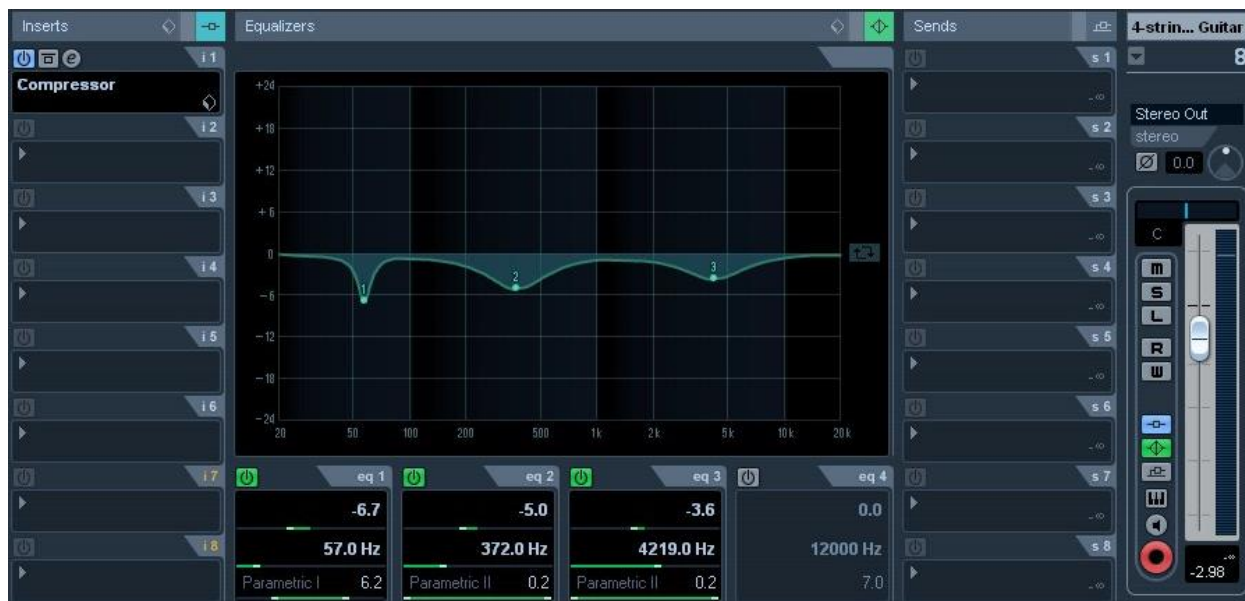 Inserts
Equalizers
Sends
4-strin... Guitar
e
i 1
s 1
8
Compressor
+24
-∞
i 2
+18
s 2
Stereo Out
stereo
-∞
0.0
+12
i 3
s 3
+6
-∞
C
0
i 4
s 4
M
1
2
3
-6
-∞
S
L
i 5
-12
s 5
R
-∞
W
-18
i 6
s 6
-24
20
50
100
200
500
1k
2k
5k
10k
20k
-∞
i 7
eq 1
eq 2
eq 3
eq 4
s 7
-6.7
-5.0
-3.6
0.0
-∞
i 8
57.0 Hz
372.0 Hz
4219.0 Hz
12000 Hz
s 8
-∞
Parametric I 6.2
Parametric II 0.2
Parametric II 0.2
7.0
-∞
-2.98